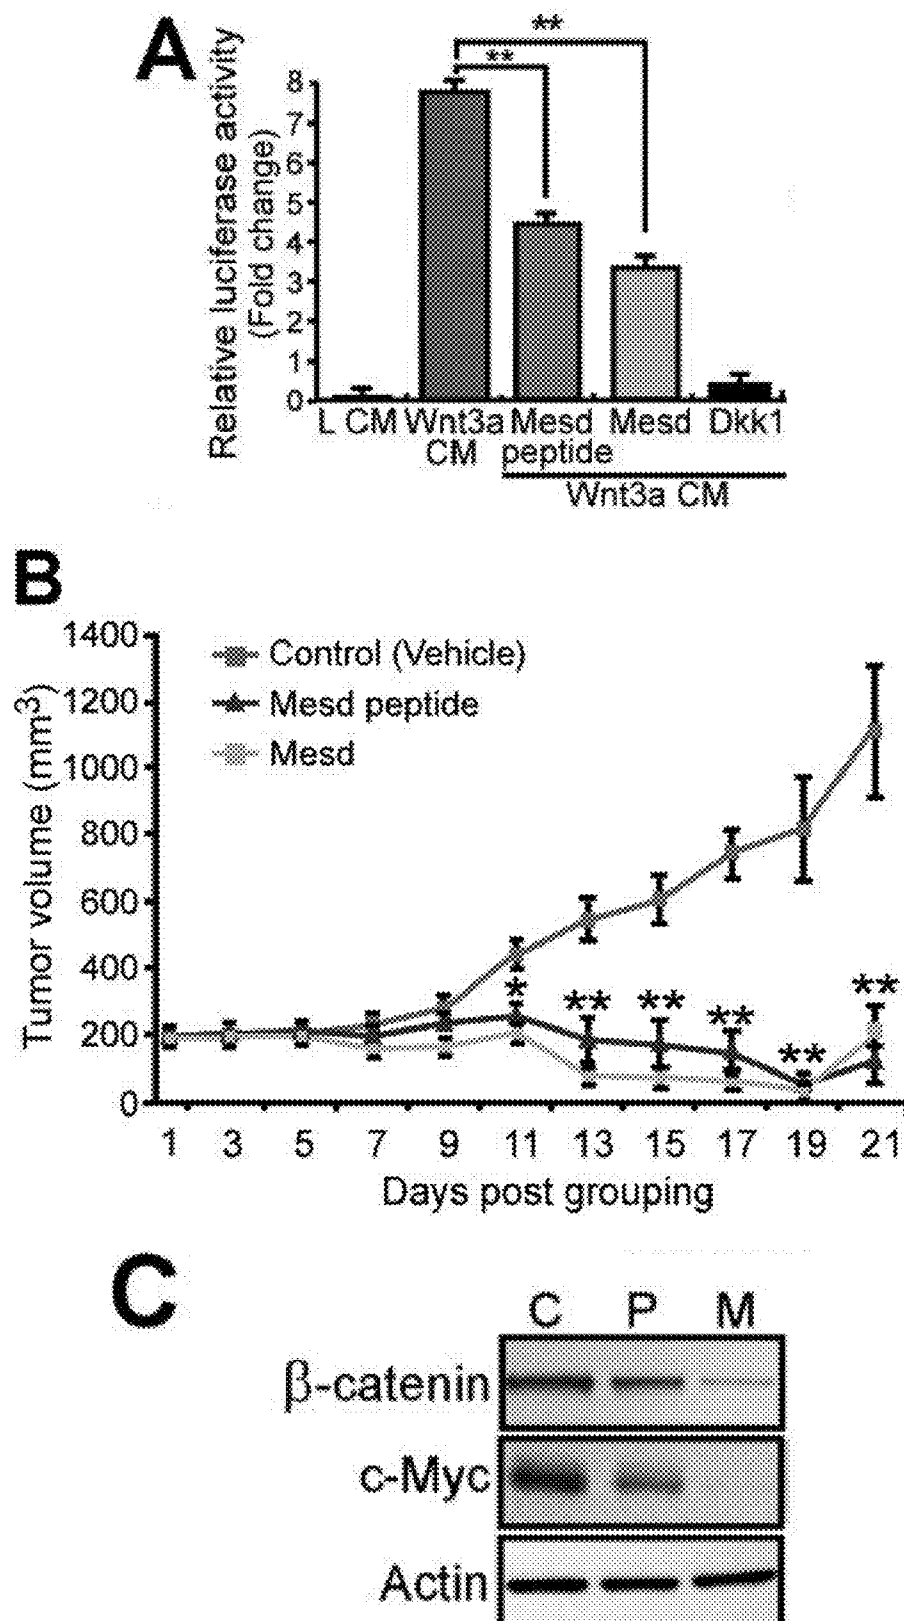 A
Relative luciferase activity
(Fold change)
** 
**
8
7
6
5
4
3
2
1
0
L CM Wnt3a Mesd Mesd Dkk1
CM peptide
Wnt3a CM
B
Tumor volume (mm3)
1400
1200
1000
800
600
400
200
0
Control (Vehicle)
Mesd peptide
Mesd
* ** ** ** ** **
1 3 5 7 9 11 13 15 17 19 21
Days post grouping
C
C P M
β-catenin
c-Myc
Actin